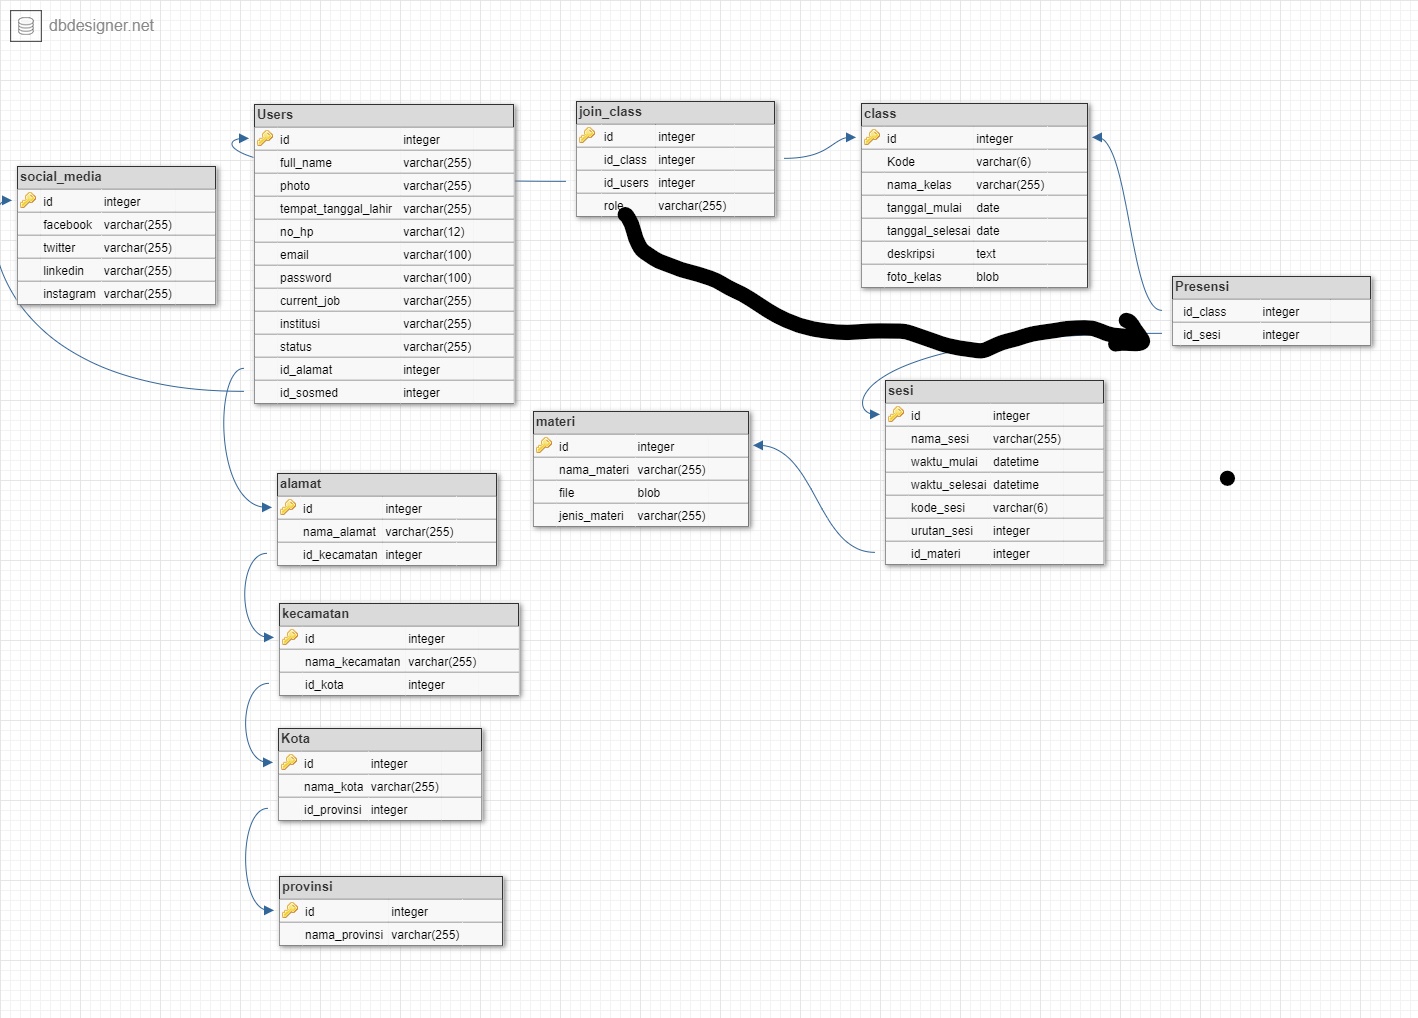 dbdesigner.net
social_media
id integer
facebook varchar(255)
twitter varchar(255)
linkedin varchar(255)
instagram varchar(255)
Users
id integer
full_name varchar(255)
photo varchar(255)
tempat_tanggal_lahir varchar(255)
no_hp varchar(12)
email varchar(100)
password varchar(100)
current_job varchar(255)
institusi varchar(255)
status varchar(255)
id_alamat integer
id_sosmed integer
join_class
id integer
id_class integer
id_users integer
role varchar(255)
class
id integer
Kode varchar(6)
nama_kelas varchar(255)
tanggal_mulai date
tanggal_selesai date
deskripsi text
foto_kelas blob
Presensi
id_class integer
id_sesi integer
materi
id integer
nama_materi varchar(255)
file blob
jenis_materi varchar(255)
sesi
id integer
nama_sesi varchar(255)
waktu_mulai datetime
waktu_selesai datetime
kode_sesi varchar(6)
urutan_sesi integer
id_materi integer
alamat
id integer
nama_alamat varchar(255)
id_kecamatan integer
kecamatan
id integer
nama_kecamatan varchar(255)
id_kota integer
Kota
id integer
nama_kota varchar(255)
id_provinsi integer
provinsi
id integer
nama_provinsi varchar(255)